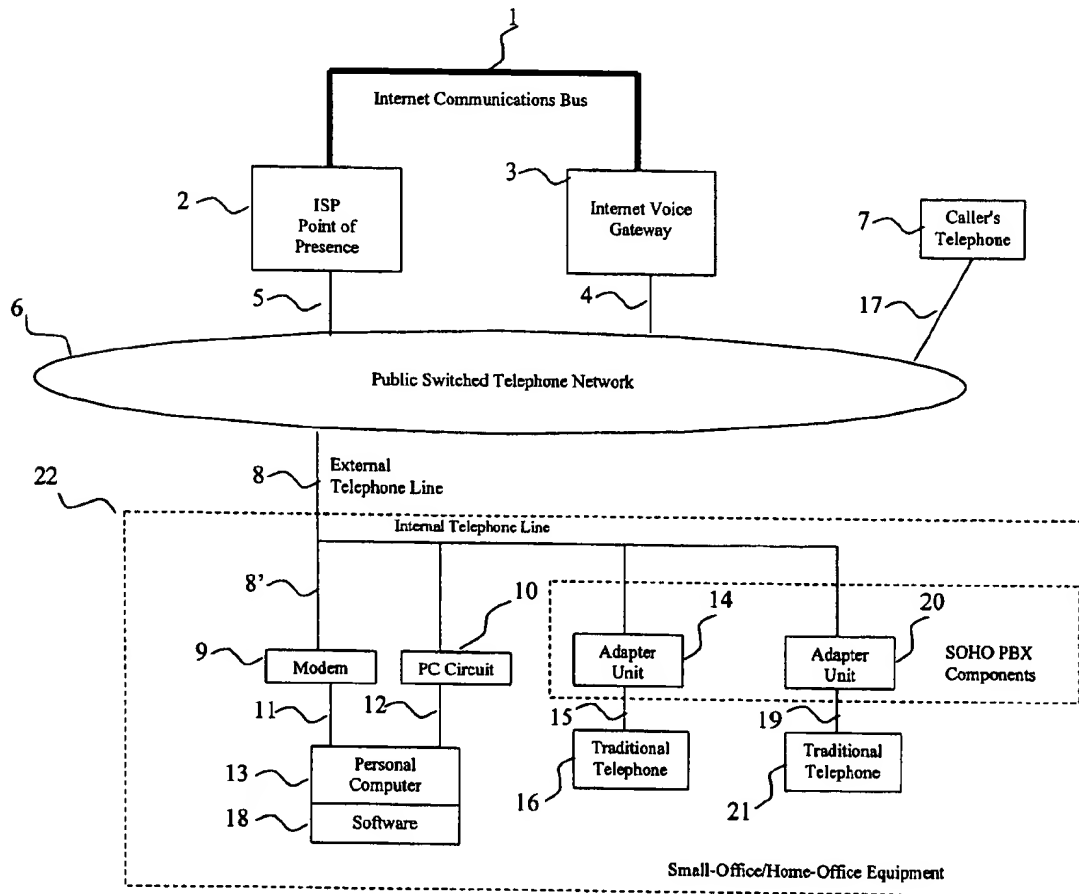 1
Internet Communications Bus
2
ISP
Point of
Presence
3
Internet Voice
Gateway
7
Caller's
Telephone
5
4
17
6
Public Switched Telephone Network
8
External
Telephone Line
22
Internal Telephone Line
8'
10
14
20
9
Modem
PC Circuit
Adapter
Unit
Adapter
Unit
SOHO PBX
Components
11
12
15
19
13
Personal
Computer
18
Software
Traditional
Telephone
16
Traditional
Telephone
21
Small-Office/Home-Office Equipment